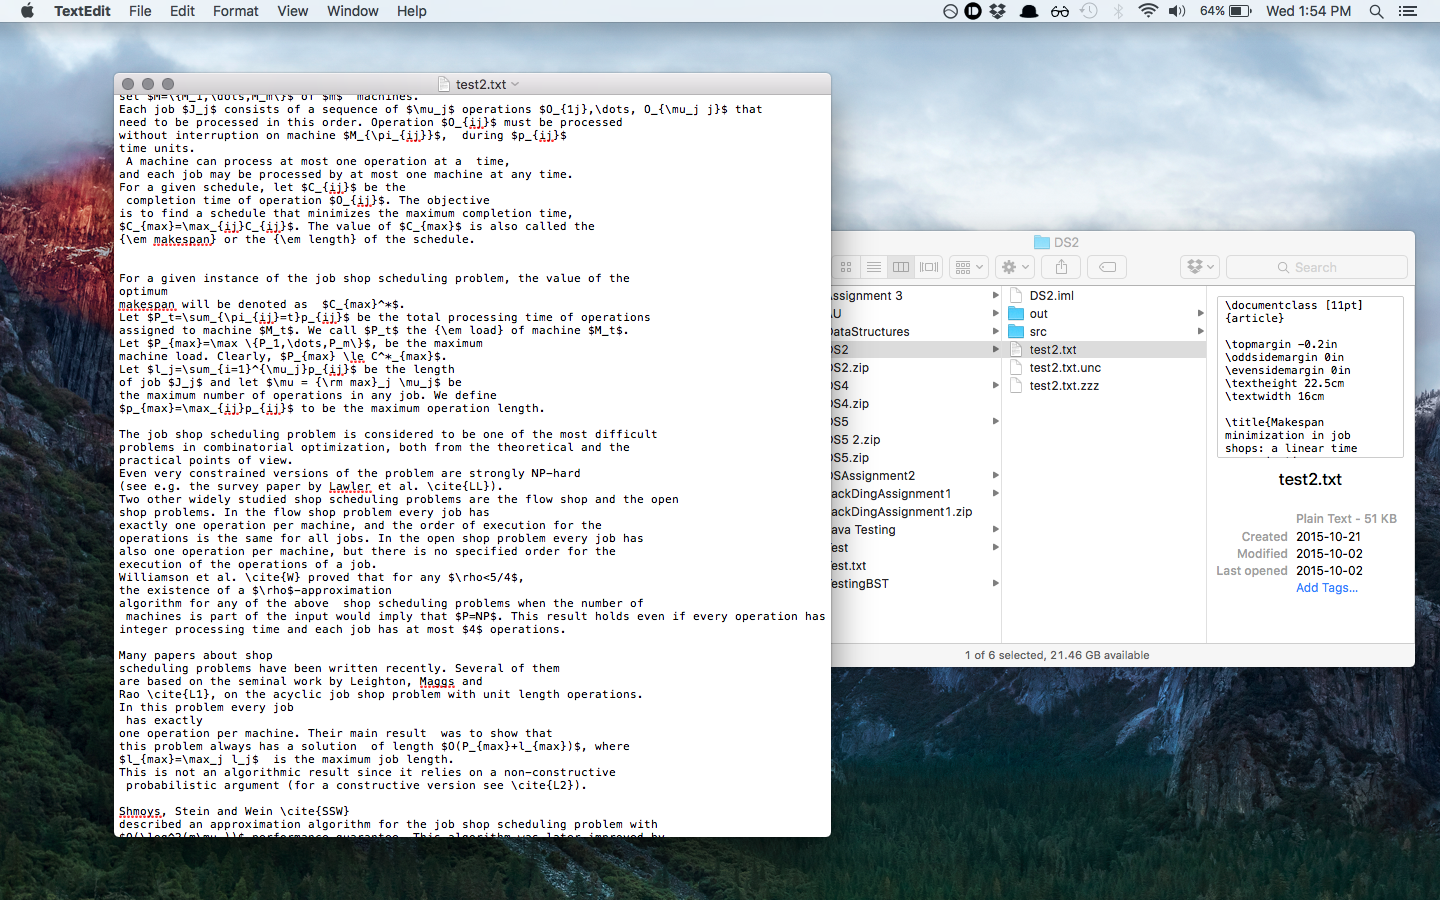 TextEdit File Edit Format View Window Help 64% Wed 1:54 PM
test2.txt
set $M=\{M_1,\dots,M_m\}$ of $m$  machines.
Each job $J_j$ consists of a sequence of $\mu_j$ operations $O_{1j},\dots, O_{\mu_j j}$ that
need to be processed in this order. Operation $O_{ij}$ must be processed
without interruption on machine $M_{\pi_{ij}}$,  during $p_{ij}$
time units.
 A machine can process at most one operation at a  time,
and each job may be processed by at most one machine at any time.
For a given schedule, let $C_{ij}$ be the
 completion time of operation $O_{ij}$. The objective
is to find a schedule that minimizes the maximum completion time,
$C_{max}=\max_{ij}C_{ij}$. The value of $C_{max}$ is also called the
{\em makespan} or the {\em length} of the schedule.
For a given instance of the job shop scheduling problem, the value of the
optimum
makespan will be denoted as  $C_{max}^*$.
Let $P_t=\sum_{\pi_{ij}=t}p_{ij}$ be the total processing time of operations
assigned to machine $M_t$. We call $P_t$ the {\em load} of machine $M_t$.
Let $P_{max}=\max \{P_1,\dots,P_m\}$, be the maximum
machine load. Clearly, $P_{max} \le C^*_{max}$.
Let $l_j=\sum_{i=1}^{\mu_j}p_{ij}$ be the length
of job $J_j$ and let $\mu = {\rm max}_j \mu_j$ be
the maximum number of operations in any job. We define
$p_{max}=\max_{ij}p_{ij}$ to be the maximum operation length.
The job shop scheduling problem is considered to be one of the most difficult
problems in combinatorial optimization, both from the theoretical and the
practical points of view.
Even very constrained versions of the problem are strongly NP-hard
(see e.g. the survey paper by Lawler et al. \cite{LL}).
Two other widely studied shop scheduling problems are the flow shop and the open
shop problems. In the flow shop problem every job has
exactly one operation per machine, and the order of execution for the
operations is the same for all jobs. In the open shop problem every job has
also one operation per machine, but there is no specified order for the
execution of the operations of a job.
Williamson et al. \cite{W} proved that for any $\rho<5/4$,
the existence of a $\rho$-approximation
algorithm for any of the above  shop scheduling problems when the number of
 machines is part of the input would imply that $P=NP$. This result holds even if every operation has
integer processing time and each job has at most $4$ operations.
Many papers about shop
scheduling problems have been written recently. Several of them
are based on the seminal work by Leighton, Maggs and
Rao \cite{L1}, on the acyclic job shop problem with unit length operations.
In this problem every job
 has exactly
one operation per machine. Their main result  was to show that
this problem always has a solution  of length $O(P_{max}+l_{max})$, where
$l_{max}=\max_j l_j$  is the maximum job length.
This is not an algorithmic result since it relies on a non-constructive
 probabilistic argument (for a constructive version see \cite{L2}).
Shmoys, Stein and Wein \cite{SSW}
described an approximation algorithm for the job shop scheduling problem with
performance guarantee. This algorithm was later improved by
DS2
Search
ssignment 3
AU
DataStructures
DS2
DS2.zip
DS4
DS4.zip
DS5
DS5 2.zip
DS5.zip
DSAssignment2
ackDingAssignment1
ackDingAssignment1.zip
ava Testing
est
est.txt
estingBST
DS2.iml
out
src
test2.txt
test2.txt.unc
test2.txt.zzz
\documentclass [11pt]
{article}
\topmargin -0.2in
\oddsidemargin 0in
\evensidemargin 0in
\textheight 22.5cm
\textwidth 16cm
\title{Makespan
minimization in job
shops: a linear time
test2.txt
Plain Text - 51 KB
Created 2015-10-21
Modified 2015-10-02
Last opened 2015-10-02
Add Tags...
1 of 6 selected, 21.46 GB available